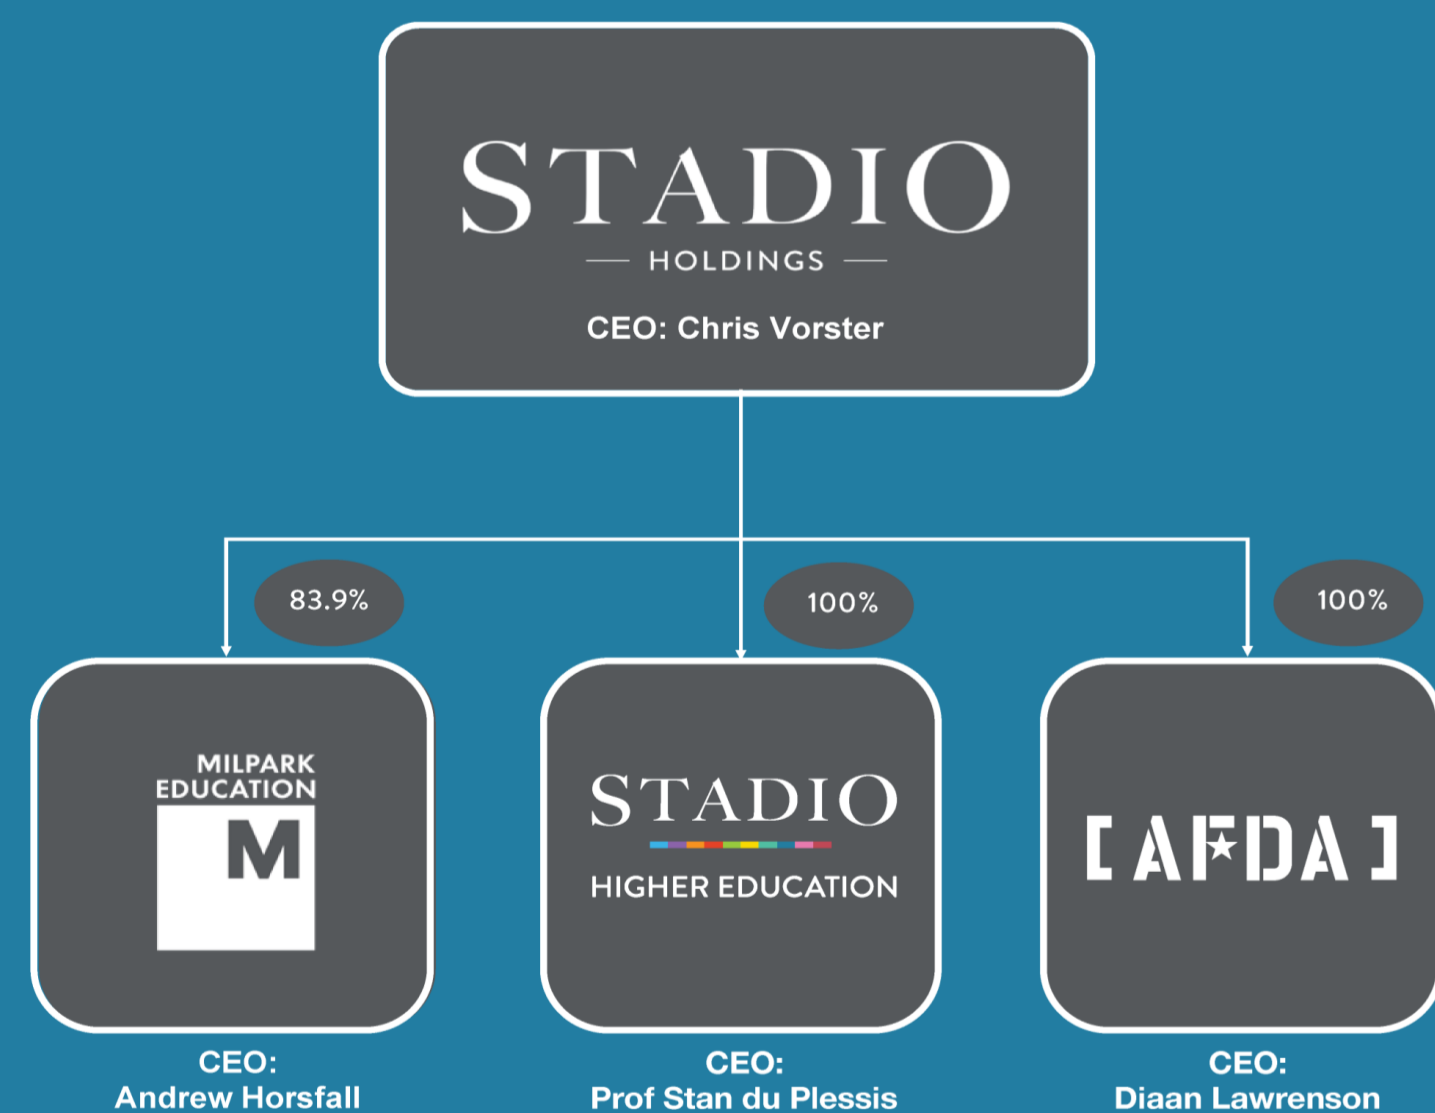 STADIO
HOLDINGS
CEO: Chris Vorster
83.9%
100%
100%
MILPARK
EDUCATION
M
STADIO
HIGHER EDUCATION
[AFDA]
CEO:
Andrew Horsfall
CEO:
Prof Stan du Plessis
CEO:
Diaan Lawrenson